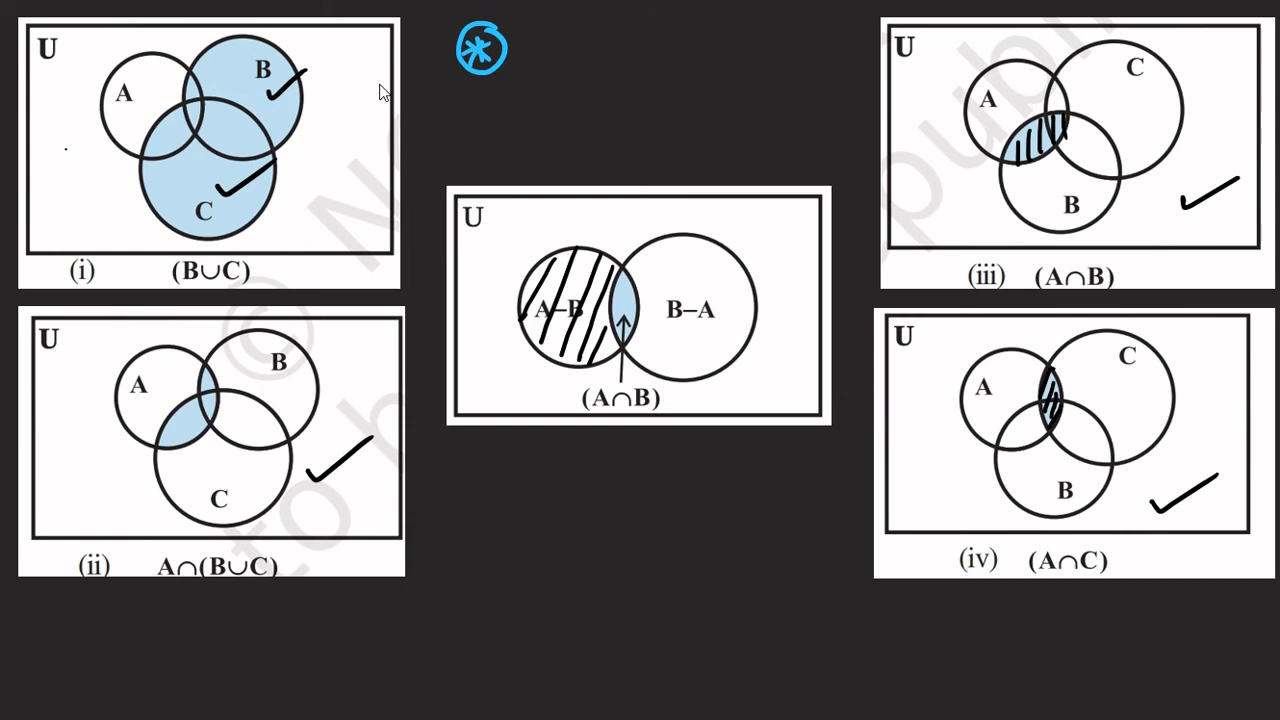 U
A
B
C
(i) (B∪C)
U
A
B
C
(ii) A∩(B∪C)
U
A–B
B–A
(A∩B)
U
A
C
B
(iii) (A∩B)
U
A
C
B
(iv) (A∩C)